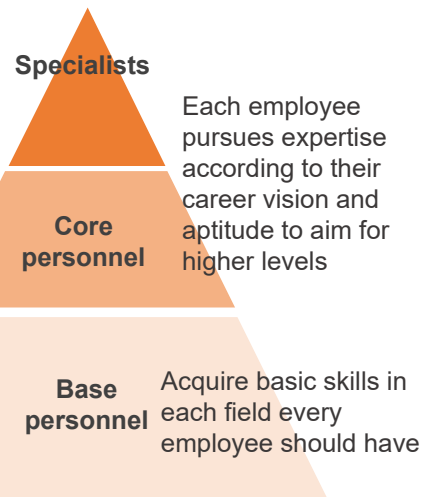 Specialists
Each employee
pursues expertise
according to their
career vision and
aptitude to aim for
higher levels
Core
personnel
Base
personnel
Acquire basic skills in
each field every
employee should have